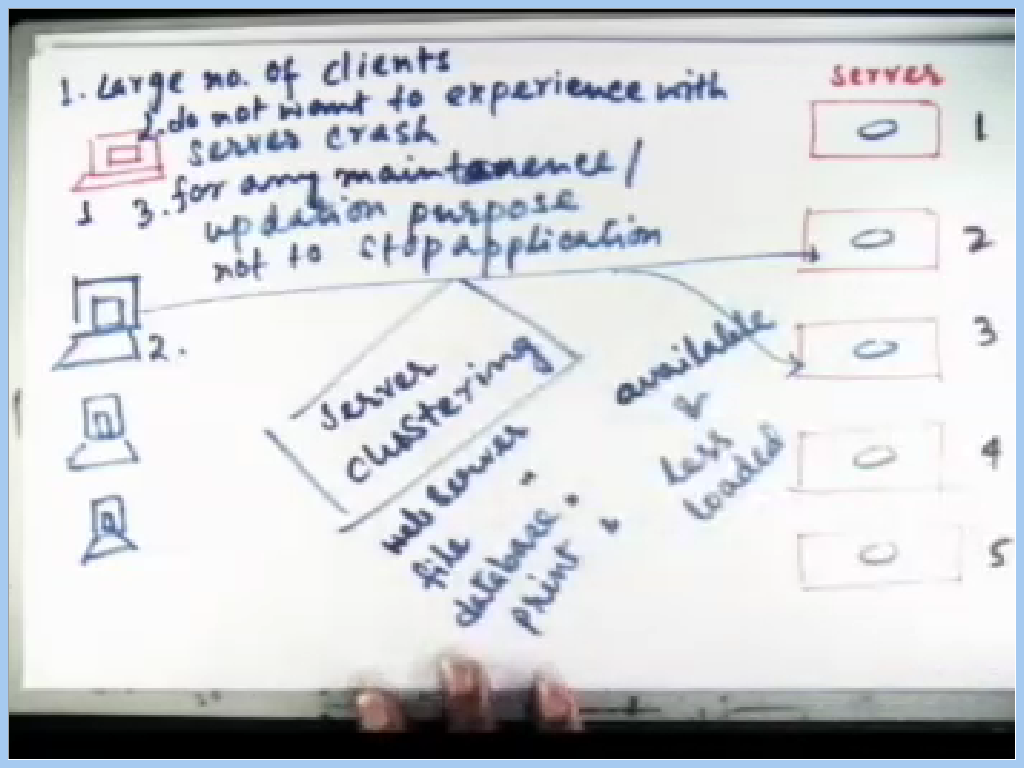 1. Large no. of clients
2. do not want to experience with
server crash
3. for any maintenence/
updation purpose
not to stop application
server
1
2
3
4
5
1
2.
server
clustering
available
&
less
loaded
web server
file "
database "
print "